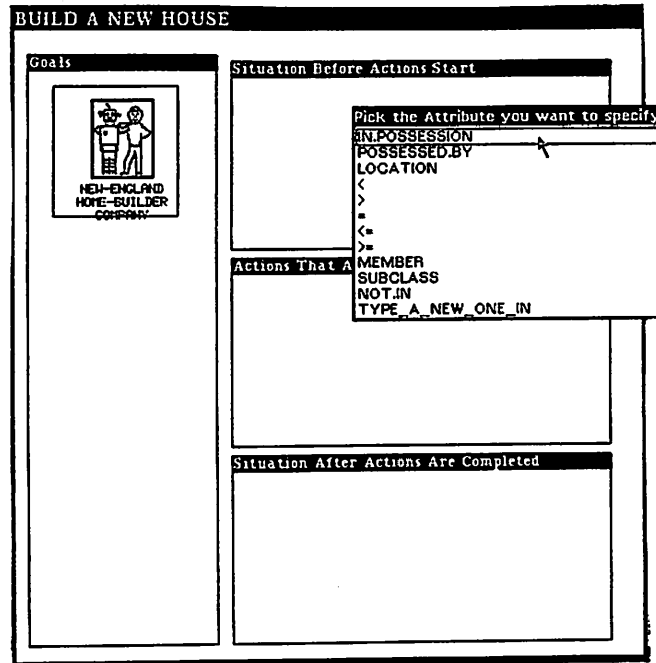 BUILD A NEW HOUSE
Goals
NEW-ENGLAND
HOME-BUILDER
COMPANY
Situation Before Actions Start
Pick the Attribute you want to specify
IN.POSSESSION
POSSESSED.BY
LOCATION
<
>
=
<=
>=
MEMBER
SUBCLASS
NOT.IN
TYPE_A_NEW_ONE_IN
Actions That A
Situation After Actions Are Completed